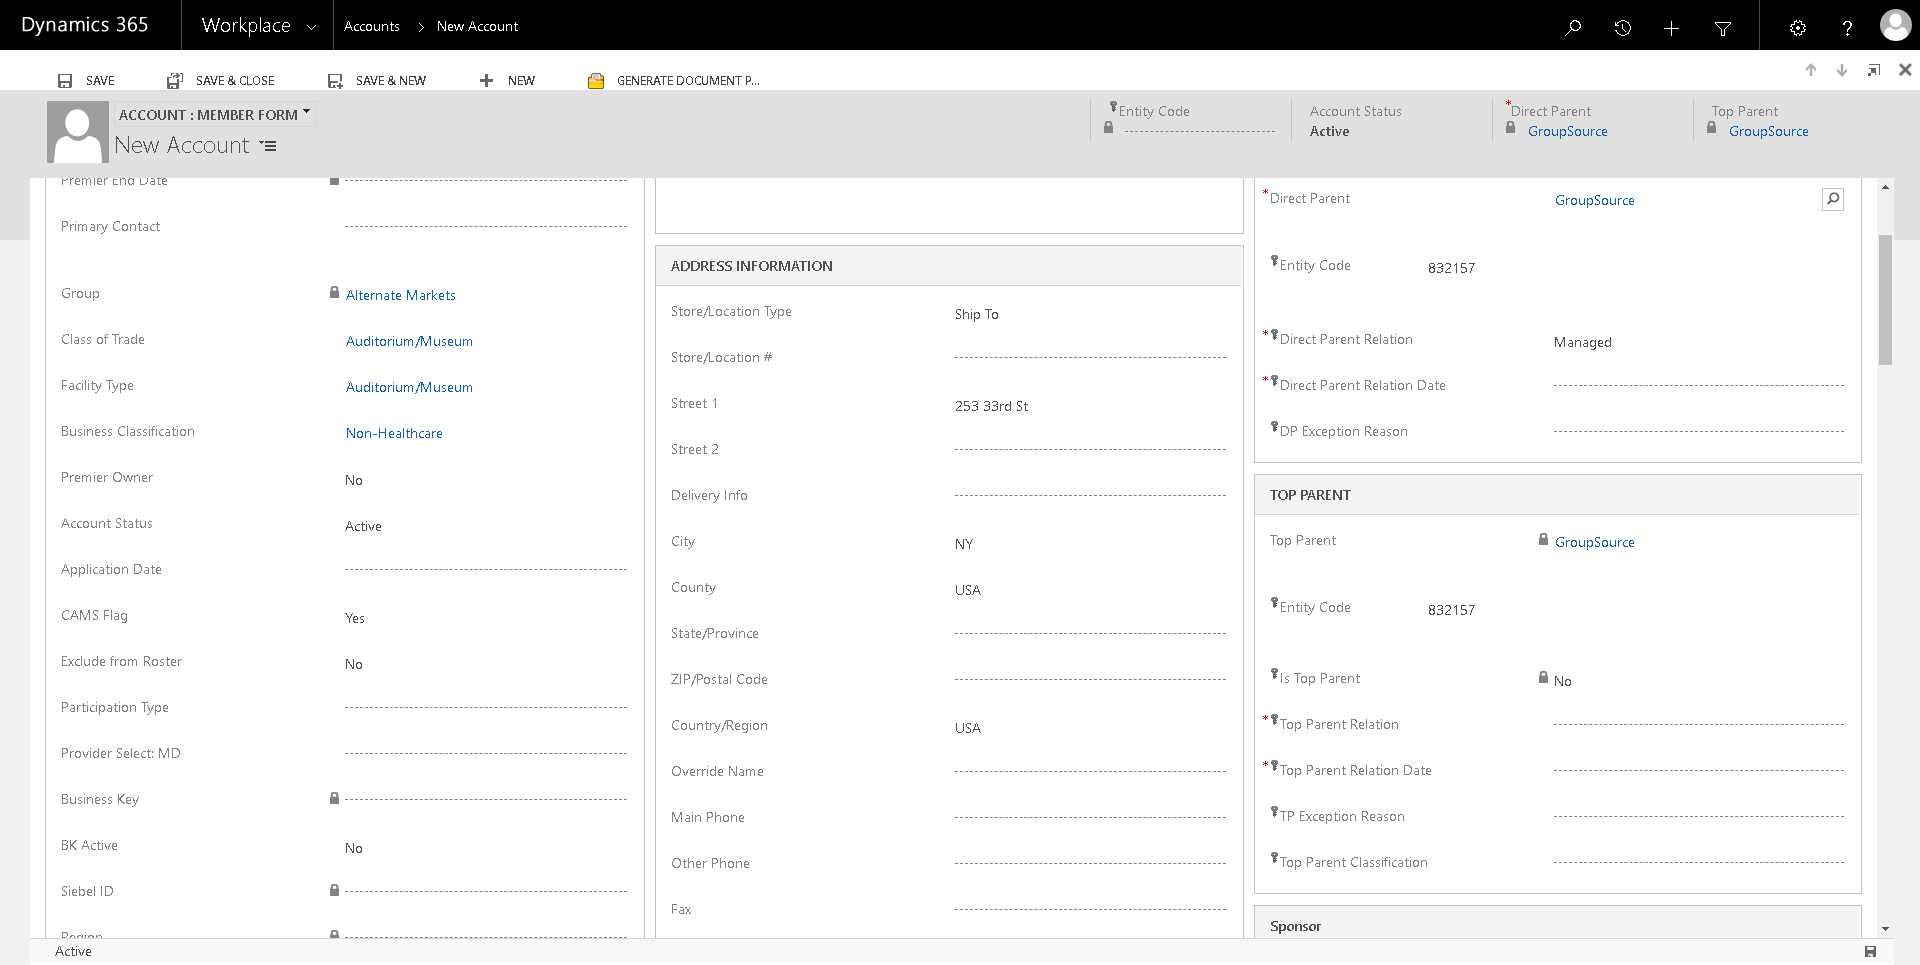 Dynamics 365
Workplace
Accounts > New Account
?
SAVE
SAVE & CLOSE
SAVE & NEW
NEW
GENERATE DOCUMENT P...
ACCOUNT : MEMBER FORM
New Account
Entity Code
Account Status
Active
*Direct Parent
GroupSource
Top Parent
GroupSource
Premier End Date
Primary Contact
Group Alternate Markets
Class of Trade Auditorium/Museum
Facility Type Auditorium/Museum
Business Classification Non-Healthcare
Premier Owner No
Account Status Active
Application Date
CAMS Flag Yes
Exclude from Roster No
Participation Type
Provider Select: MD
Business Key
BK Active No
Siebel ID
Region
ADDRESS INFORMATION
Store/Location Type Ship To
Store/Location #
Street 1 253 33rd St
Street 2
Delivery Info
City NY
County USA
State/Province
ZIP/Postal Code
Country/Region USA
Override Name
Main Phone
Other Phone
Fax
*Direct Parent GroupSource
Entity Code 832157
*Direct Parent Relation Managed
*Direct Parent Relation Date
DP Exception Reason
TOP PARENT
Top Parent GroupSource
Entity Code 832157
Is Top Parent No
*Top Parent Relation
*Top Parent Relation Date
TP Exception Reason
Top Parent Classification
Sponsor
Active